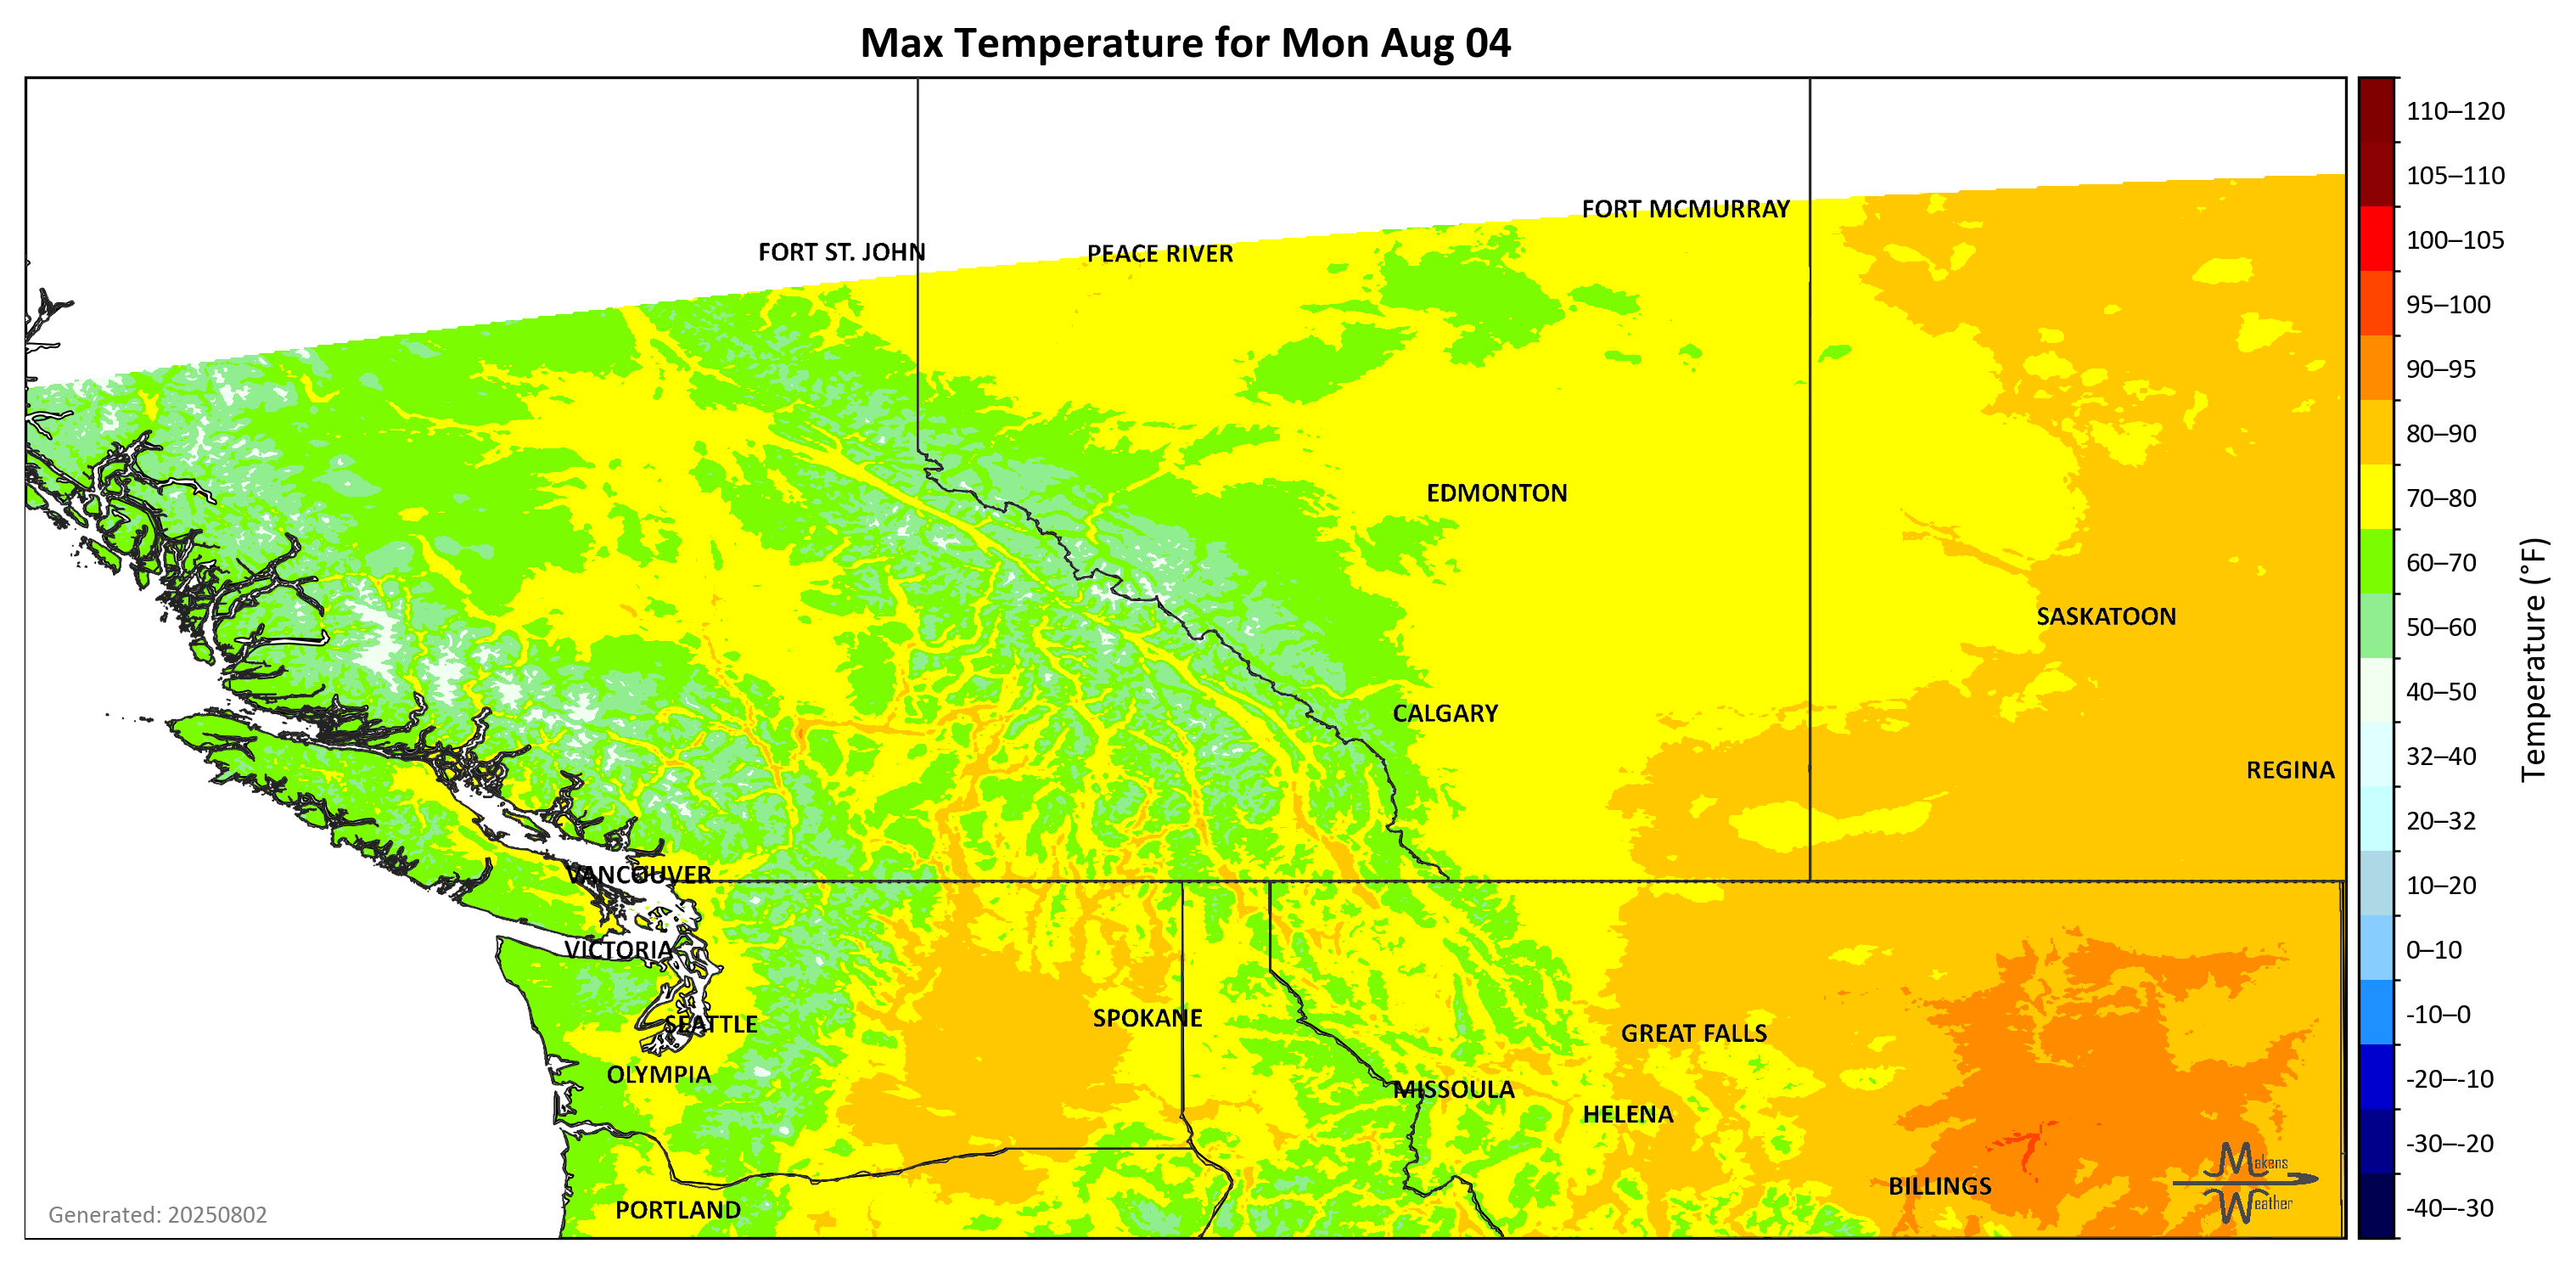 Max Temperature for Mon Aug 04
110–120
105–110
100–105
95–100
90–95
80–90
70–80
60–70
50–60
40–50
32–40
20–32
10–20
0–10
-10–0
-20–-10
-30–-20
-40–-30
Temperature (°F)
FORT MCMURRAY
FORT ST. JOHN
PEACE RIVER
EDMONTON
SASKATOON
CALGARY
REGINA
VANCOUVER
VICTORIA
SEATTLE
SPOKANE
GREAT FALLS
OLYMPIA
MISSOULA
HELENA
BILLINGS
PORTLAND
Makens
Weather
Generated: 20250802